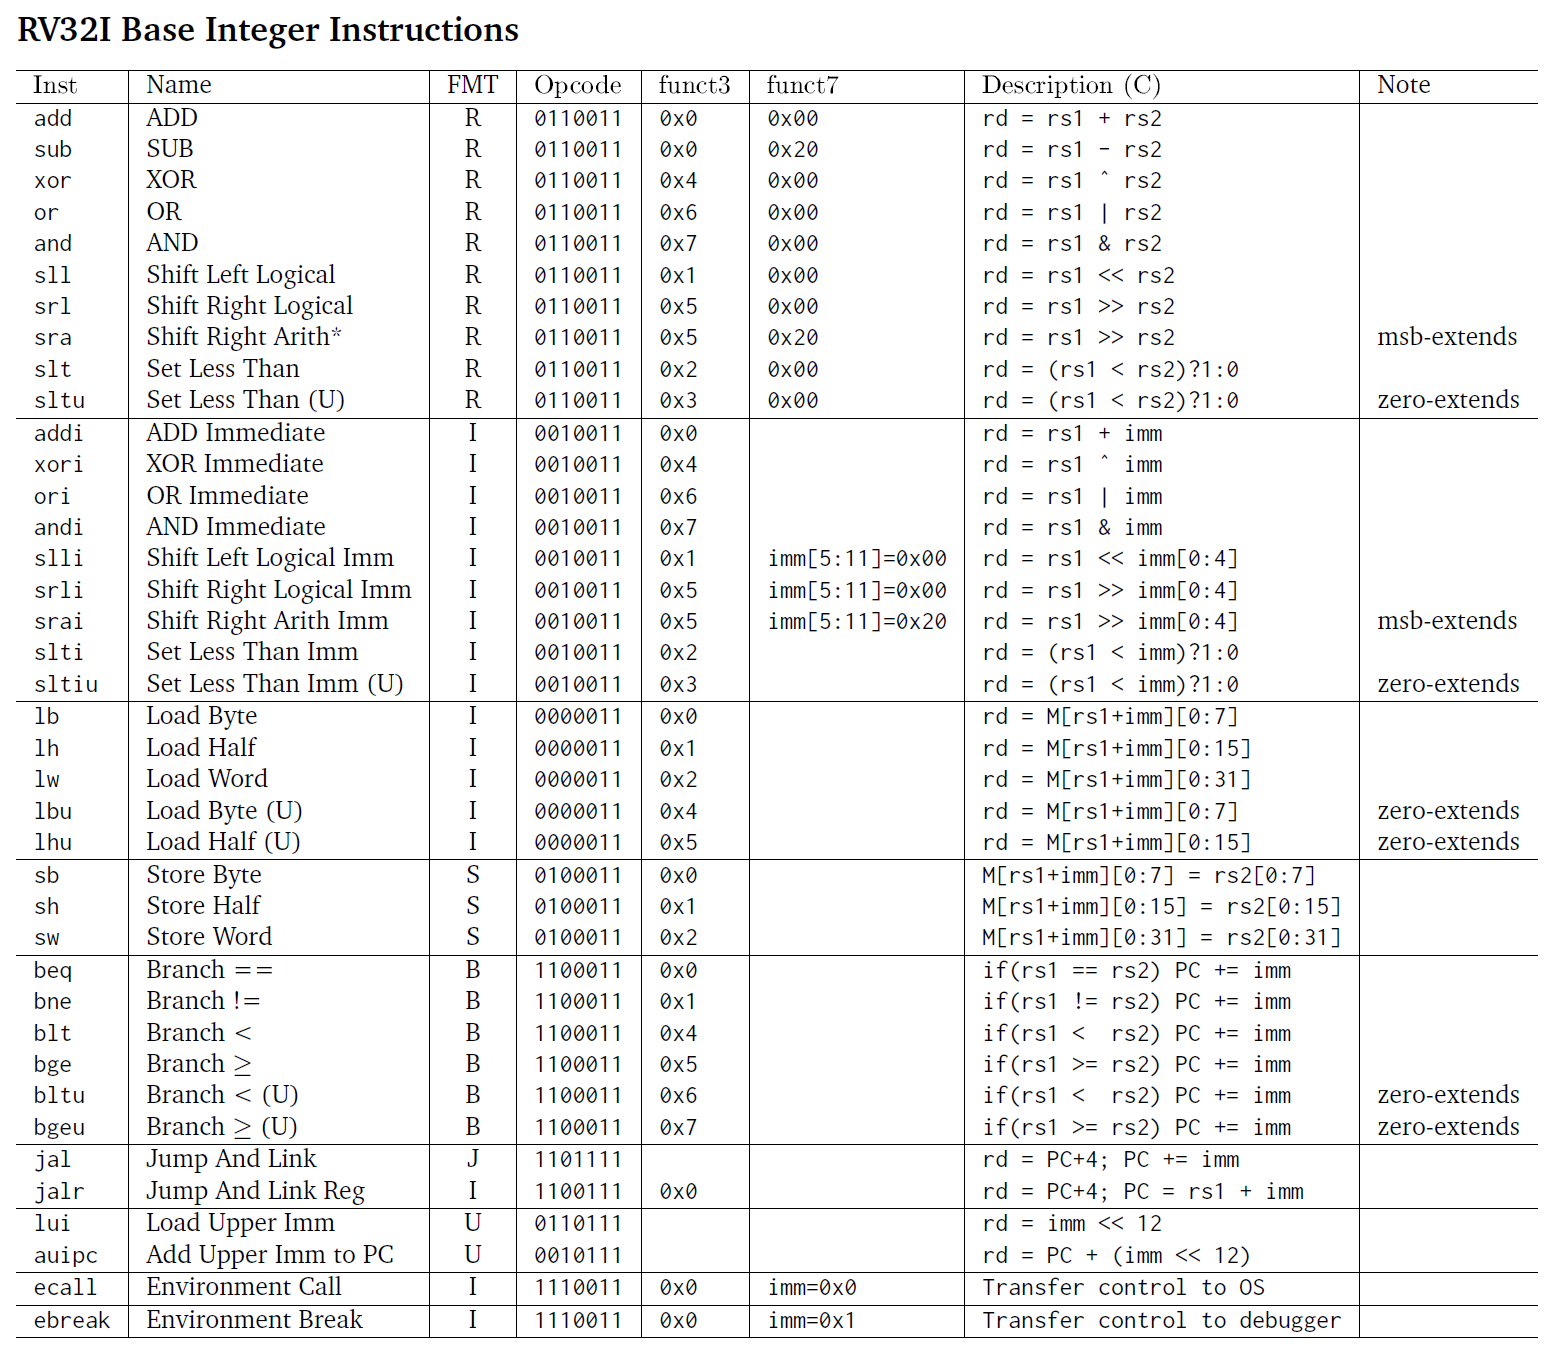 RV32I Base Integer Instructions
Inst Name FMT Opcode funct3 funct7 Description (C) Note
add ADD R 0110011 0x0 0x00 rd = rs1 + rs2
sub SUB R 0110011 0x0 0x20 rd = rs1 - rs2
xor XOR R 0110011 0x4 0x00 rd = rs1 ^ rs2
or OR R 0110011 0x6 0x00 rd = rs1 | rs2
and AND R 0110011 0x7 0x00 rd = rs1 & rs2
sll Shift Left Logical R 0110011 0x1 0x00 rd = rs1 << rs2
srl Shift Right Logical R 0110011 0x5 0x00 rd = rs1 >> rs2
sra Shift Right Arith* R 0110011 0x5 0x20 rd = rs1 >> rs2 msb-extends
slt Set Less Than R 0110011 0x2 0x00 rd = (rs1 < rs2)?1:0
sltu Set Less Than (U) R 0110011 0x3 0x00 rd = (rs1 < rs2)?1:0 zero-extends
addi ADD Immediate I 0010011 0x0 rd = rs1 + imm
xori XOR Immediate I 0010011 0x4 rd = rs1 ^ imm
ori OR Immediate I 0010011 0x6 rd = rs1 | imm
andi AND Immediate I 0010011 0x7 rd = rs1 & imm
slli Shift Left Logical Imm I 0010011 0x1 imm[5:11]=0x00 rd = rs1 << imm[0:4]
srli Shift Right Logical Imm I 0010011 0x5 imm[5:11]=0x00 rd = rs1 >> imm[0:4]
srai Shift Right Arith Imm I 0010011 0x5 imm[5:11]=0x20 rd = rs1 >> imm[0:4] msb-extends
slti Set Less Than Imm I 0010011 0x2 rd = (rs1 < imm)?1:0
sltiu Set Less Than Imm (U) I 0010011 0x3 rd = (rs1 < imm)?1:0 zero-extends
lb Load Byte I 0000011 0x0 rd = M[rs1+imm][0:7]
lh Load Half I 0000011 0x1 rd = M[rs1+imm][0:15]
lw Load Word I 0000011 0x2 rd = M[rs1+imm][0:31]
lbu Load Byte (U) I 0000011 0x4 rd = M[rs1+imm][0:7] zero-extends
lhu Load Half (U) I 0000011 0x5 rd = M[rs1+imm][0:15] zero-extends
sb Store Byte S 0100011 0x0 M[rs1+imm][0:7] = rs2[0:7]
sh Store Half S 0100011 0x1 M[rs1+imm][0:15] = rs2[0:15]
sw Store Word S 0100011 0x2 M[rs1+imm][0:31] = rs2[0:31]
beq Branch == B 1100011 0x0 if(rs1 == rs2) PC += imm
bne Branch != B 1100011 0x1 if(rs1 != rs2) PC += imm
blt Branch < B 1100011 0x4 if(rs1 < rs2) PC += imm
bge Branch ≥ B 1100011 0x5 if(rs1 >= rs2) PC += imm
bltu Branch < (U) B 1100011 0x6 if(rs1 < rs2) PC += imm zero-extends
bgeu Branch ≥ (U) B 1100011 0x7 if(rs1 >= rs2) PC += imm zero-extends
jal Jump And Link J 1101111 rd = PC+4; PC += imm
jalr Jump And Link Reg I 1100111 0x0 rd = PC+4; PC = rs1 + imm
lui Load Upper Imm U 0110111 rd = imm << 12
auipc Add Upper Imm to PC U 0010111 rd = PC + (imm << 12)
ecall Environment Call I 1110011 0x0 imm=0x0 Transfer control to OS
ebreak Environment Break I 1110011 0x0 imm=0x1 Transfer control to debugger